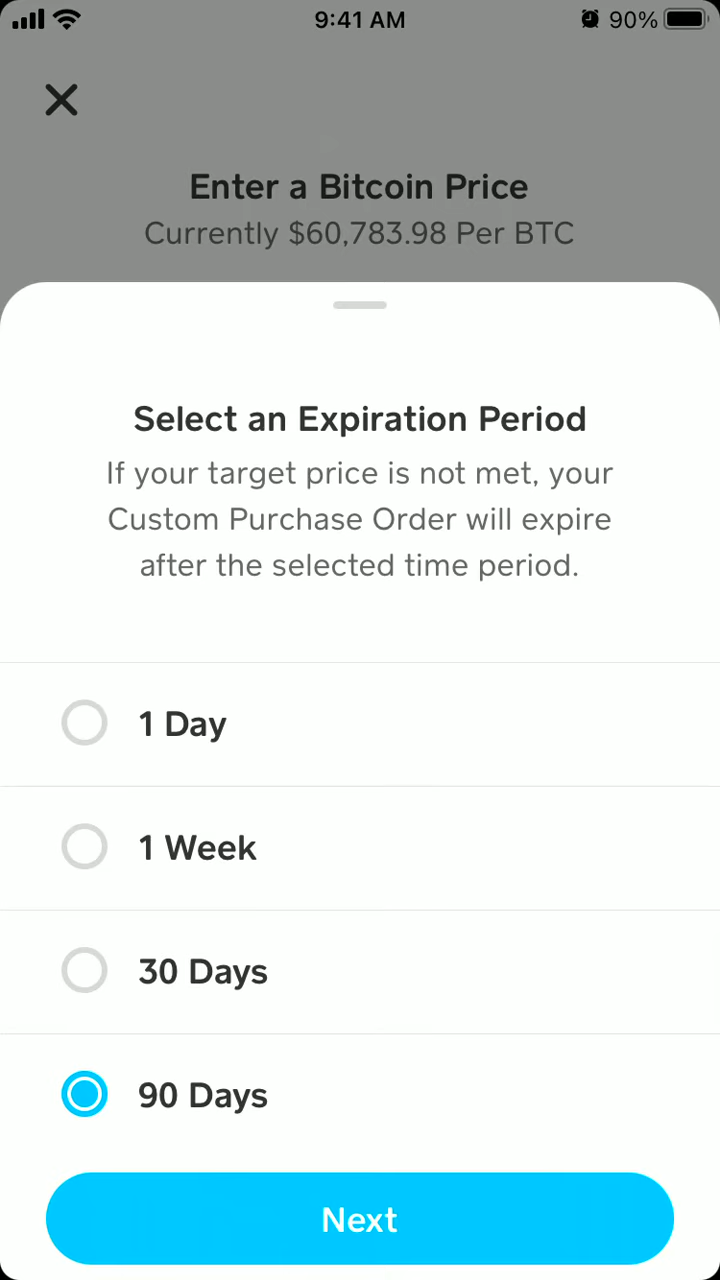 9:41 AM
90%
Enter a Bitcoin Price
Currently $60,783.98 Per BTC
Select an Expiration Period
If your target price is not met, your
Custom Purchase Order will expire
after the selected time period.
1 Day
1 Week
30 Days
90 Days
Next